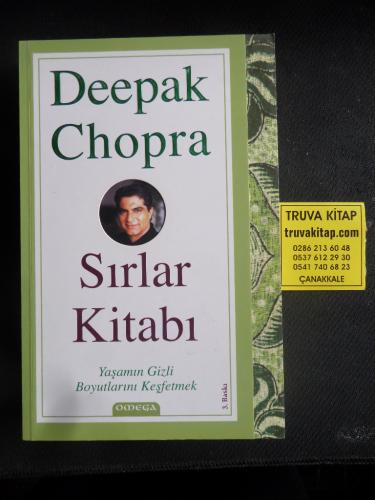 Deepak
Chopra
Sırlar
Kitabı
Yaşamın Gizli
Boyutlarını Keşfetmek
OMEGA
3. Baskı
TRUVA KİTAP
truvakitap.com
0286 213 60 48
0537 612 29 30
0541 740 68 23
ÇANAKKALE